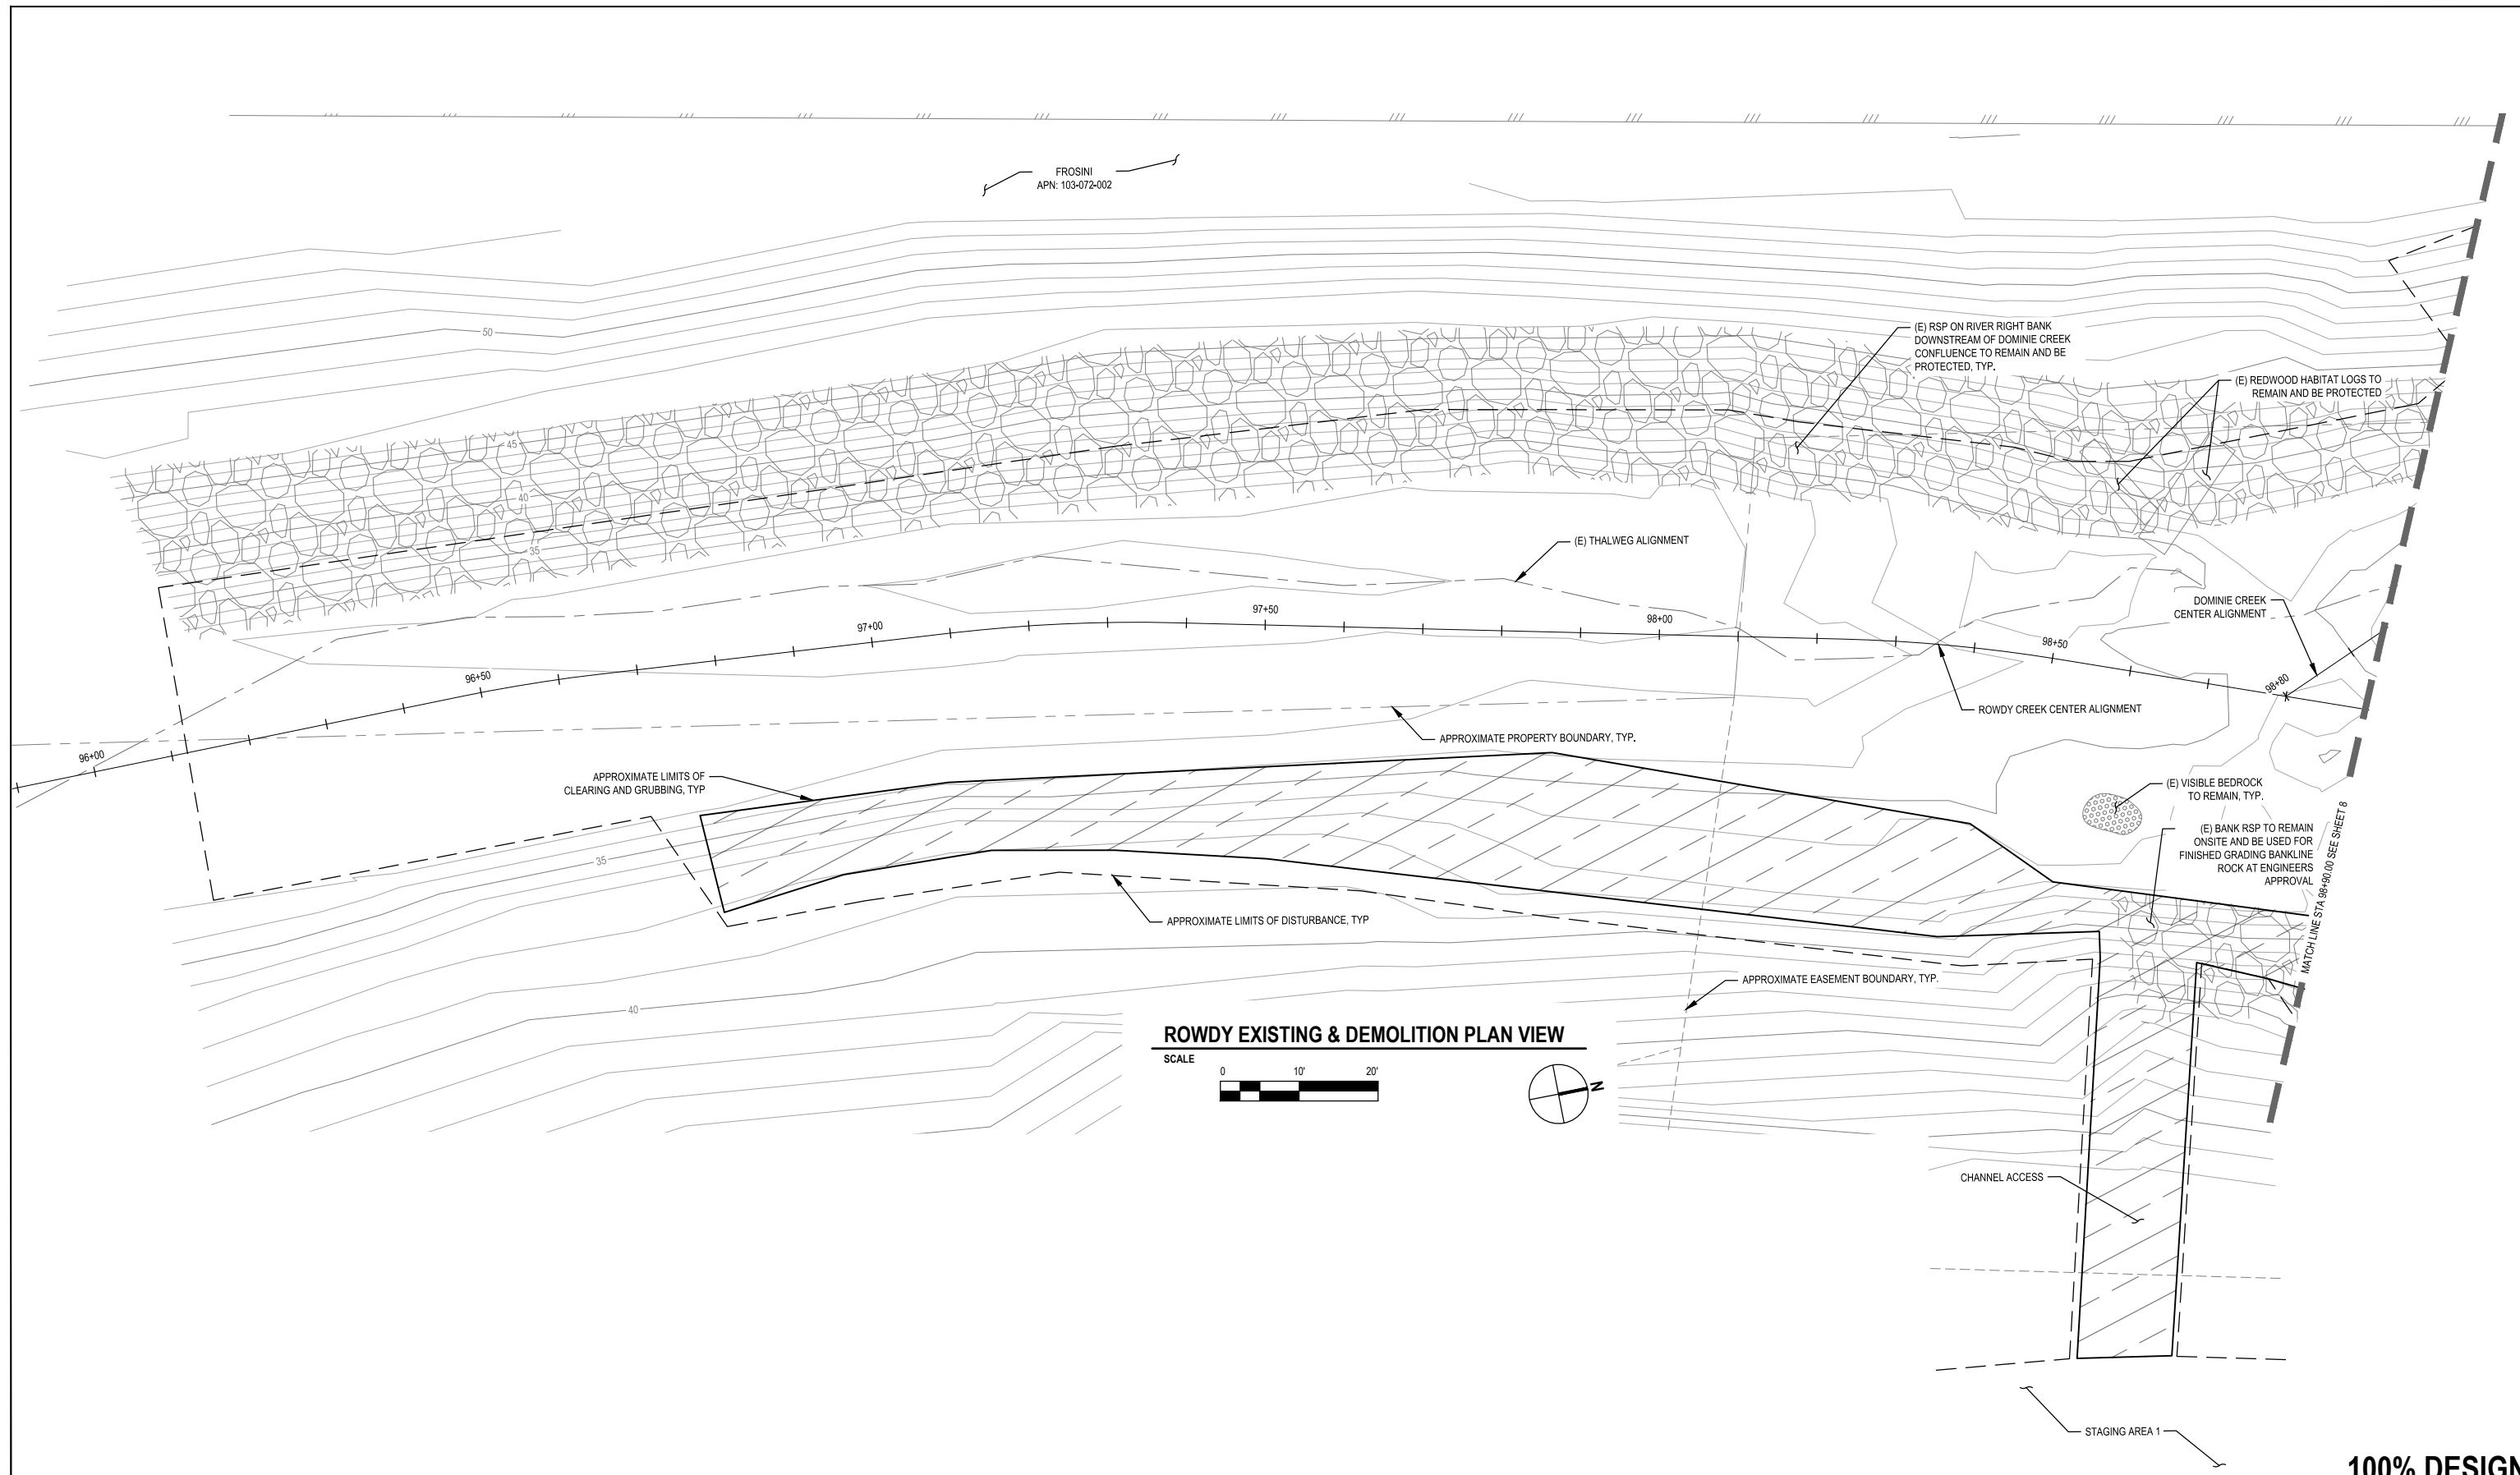 FROSINI
APN: 103-072-002
50
(E) RSP ON RIVER RIGHT BANK
DOWNSTREAM OF DOMINIE CREEK
CONFLUENCE TO REMAIN AND BE
PROTECTED, TYP.
(E) REDWOOD HABITAT LOGS TO
REMAIN AND BE PROTECTED
45
40
35
(E) THALWEG ALIGNMENT
DOMINIE CREEK
CENTER ALIGNMENT
96+00
96+50
97+00
97+50
98+00
98+50
98+80
ROWDY CREEK CENTER ALIGNMENT
APPROXIMATE PROPERTY BOUNDARY, TYP.
APPROXIMATE LIMITS OF
CLEARING AND GRUBBING, TYP
(E) VISIBLE BEDROCK
TO REMAIN, TYP.
(E) BANK RSP TO REMAIN
ONSITE AND BE USED FOR
FINISHED GRADING BANKLINE
ROCK AT ENGINEERS
APPROVAL
MATCH LINE STA 98+90.00 SEE SHEET 8
35
APPROXIMATE LIMITS OF DISTURBANCE, TYP
APPROXIMATE EASEMENT BOUNDARY, TYP.
40
ROWDY EXISTING & DEMOLITION PLAN VIEW
SCALE
0 10' 20'
N
CHANNEL ACCESS
STAGING AREA 1
100% DESIGN